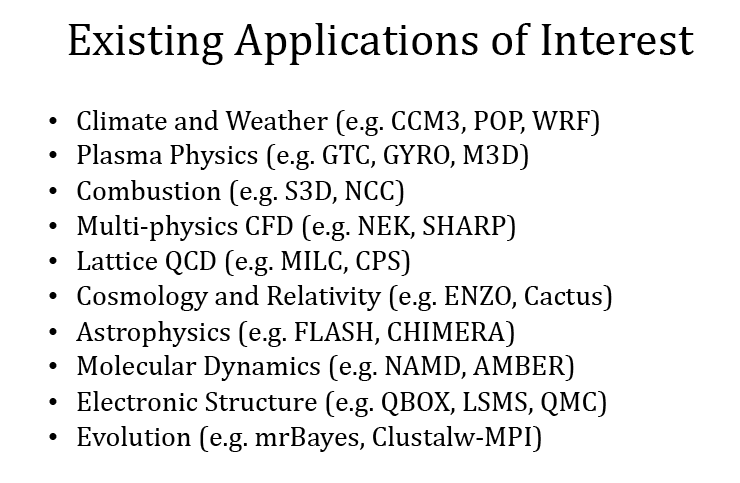 Existing Applications of Interest
• Climate and Weather (e.g. CCM3, POP, WRF)
• Plasma Physics (e.g. GTC, GYRO, M3D)
• Combustion (e.g. S3D, NCC)
• Multi-physics CFD (e.g. NEK, SHARP)
• Lattice QCD (e.g. MILC, CPS)
• Cosmology and Relativity (e.g. ENZO, Cactus)
• Astrophysics (e.g. FLASH, CHIMERA)
• Molecular Dynamics (e.g. NAMD, AMBER)
• Electronic Structure (e.g. QBOX, LSMS, QMC)
• Evolution (e.g. mrBayes, Clustalw-MPI)